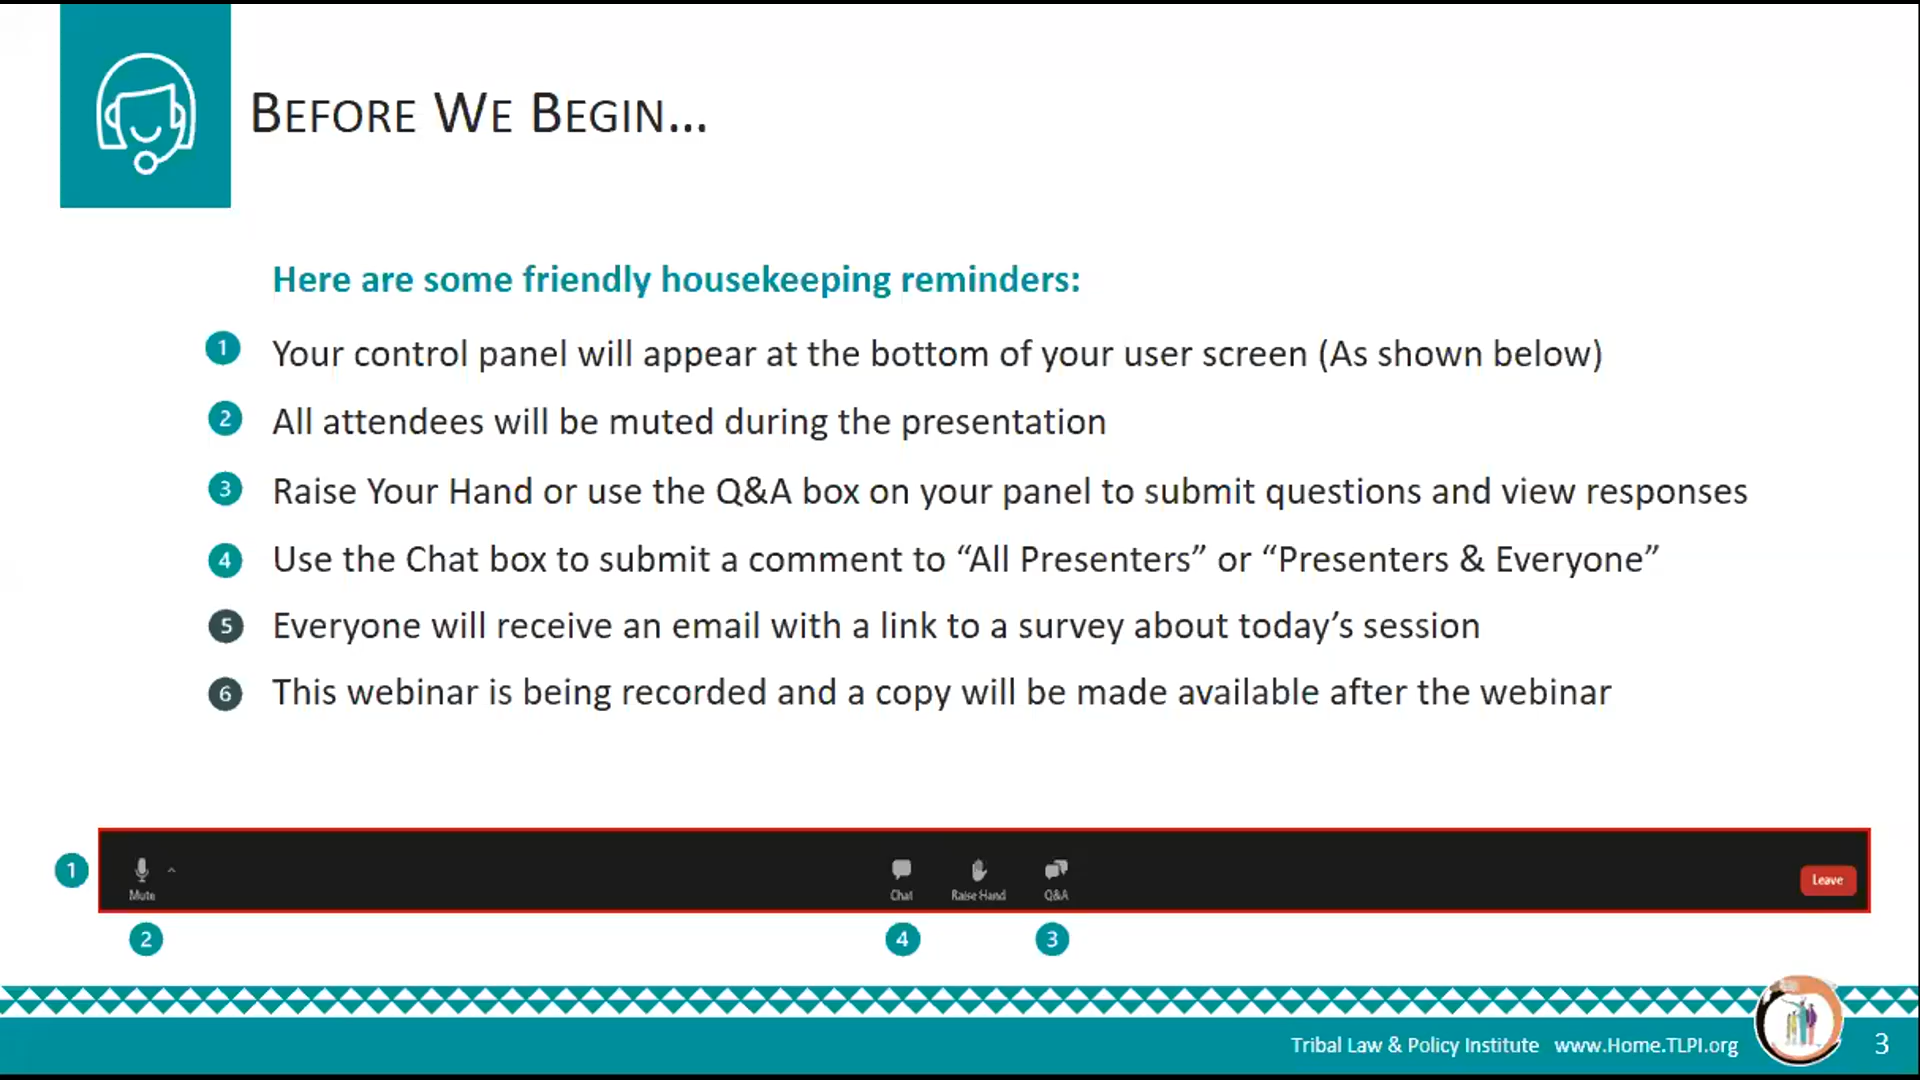 BEFORE WE BEGIN...
Here are some friendly housekeeping reminders:
1 Your control panel will appear at the bottom of your user screen (As shown below)
2 All attendees will be muted during the presentation
3 Raise Your Hand or use the Q&A box on your panel to submit questions and view responses
4 Use the Chat box to submit a comment to “All Presenters” or “Presenters & Everyone”
5 Everyone will receive an email with a link to a survey about today’s session
6 This webinar is being recorded and a copy will be made available after the webinar
1
Mute Chat Raise Hand Q&A Leave
2 4 3
Tribal Law & Policy Institute www.Home.TLPI.org 3